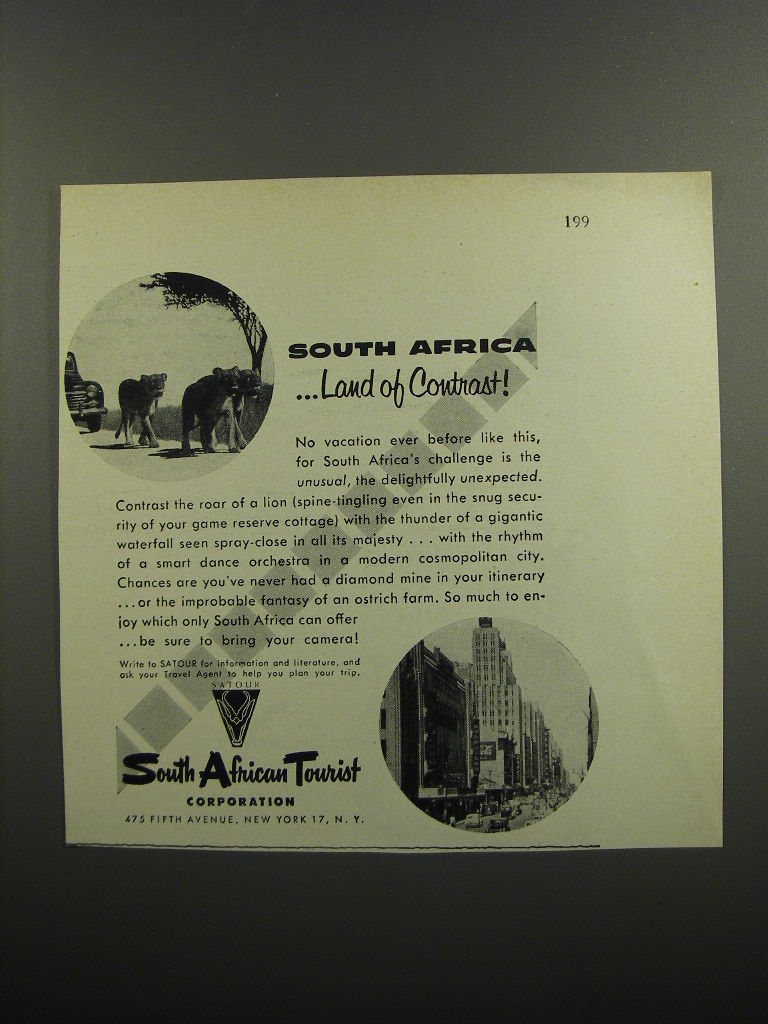 199
SOUTH AFRICA
...Land of Contrast!
No vacation ever before like this,
for South Africa's challenge is the
unusual, the delightfully unexpected.
Contrast the roar of a lion (spine-tingling even in the snug secu-
rity of your game reserve cottage) with the thunder of a gigantic
waterfall seen spray-close in all its majesty . . . with the rhythm
of a smart dance orchestra in a modern cosmopolitan city.
Chances are you've never had a diamond mine in your itinerary
...or the improbable fantasy of an ostrich farm. So much to en-
joy which only South Africa can offer
...be sure to bring your camera!
Write to SATOUR for information and literature, and
ask your Travel Agent to help you plan your trip.
SATOUR
South African Tourist
CORPORATION
475 FIFTH AVENUE, NEW YORK 17, N. Y.